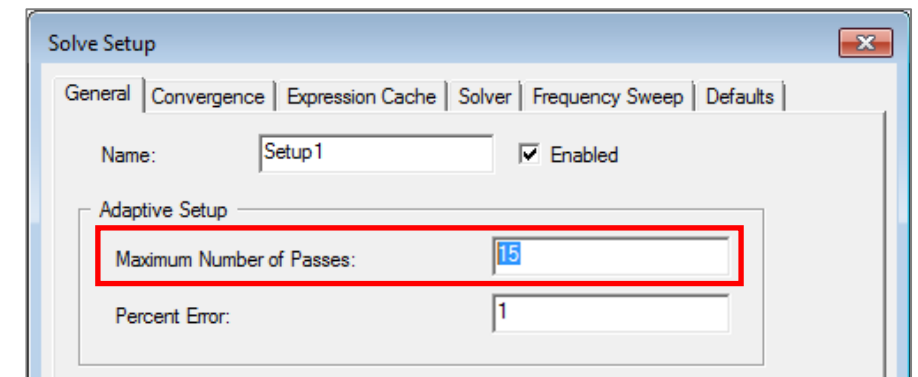 Solve Setup
General Convergence Expression Cache Solver Frequency Sweep Defaults
Name: Setup1 Enabled
Adaptive Setup
Maximum Number of Passes: 15
Percent Error: 1